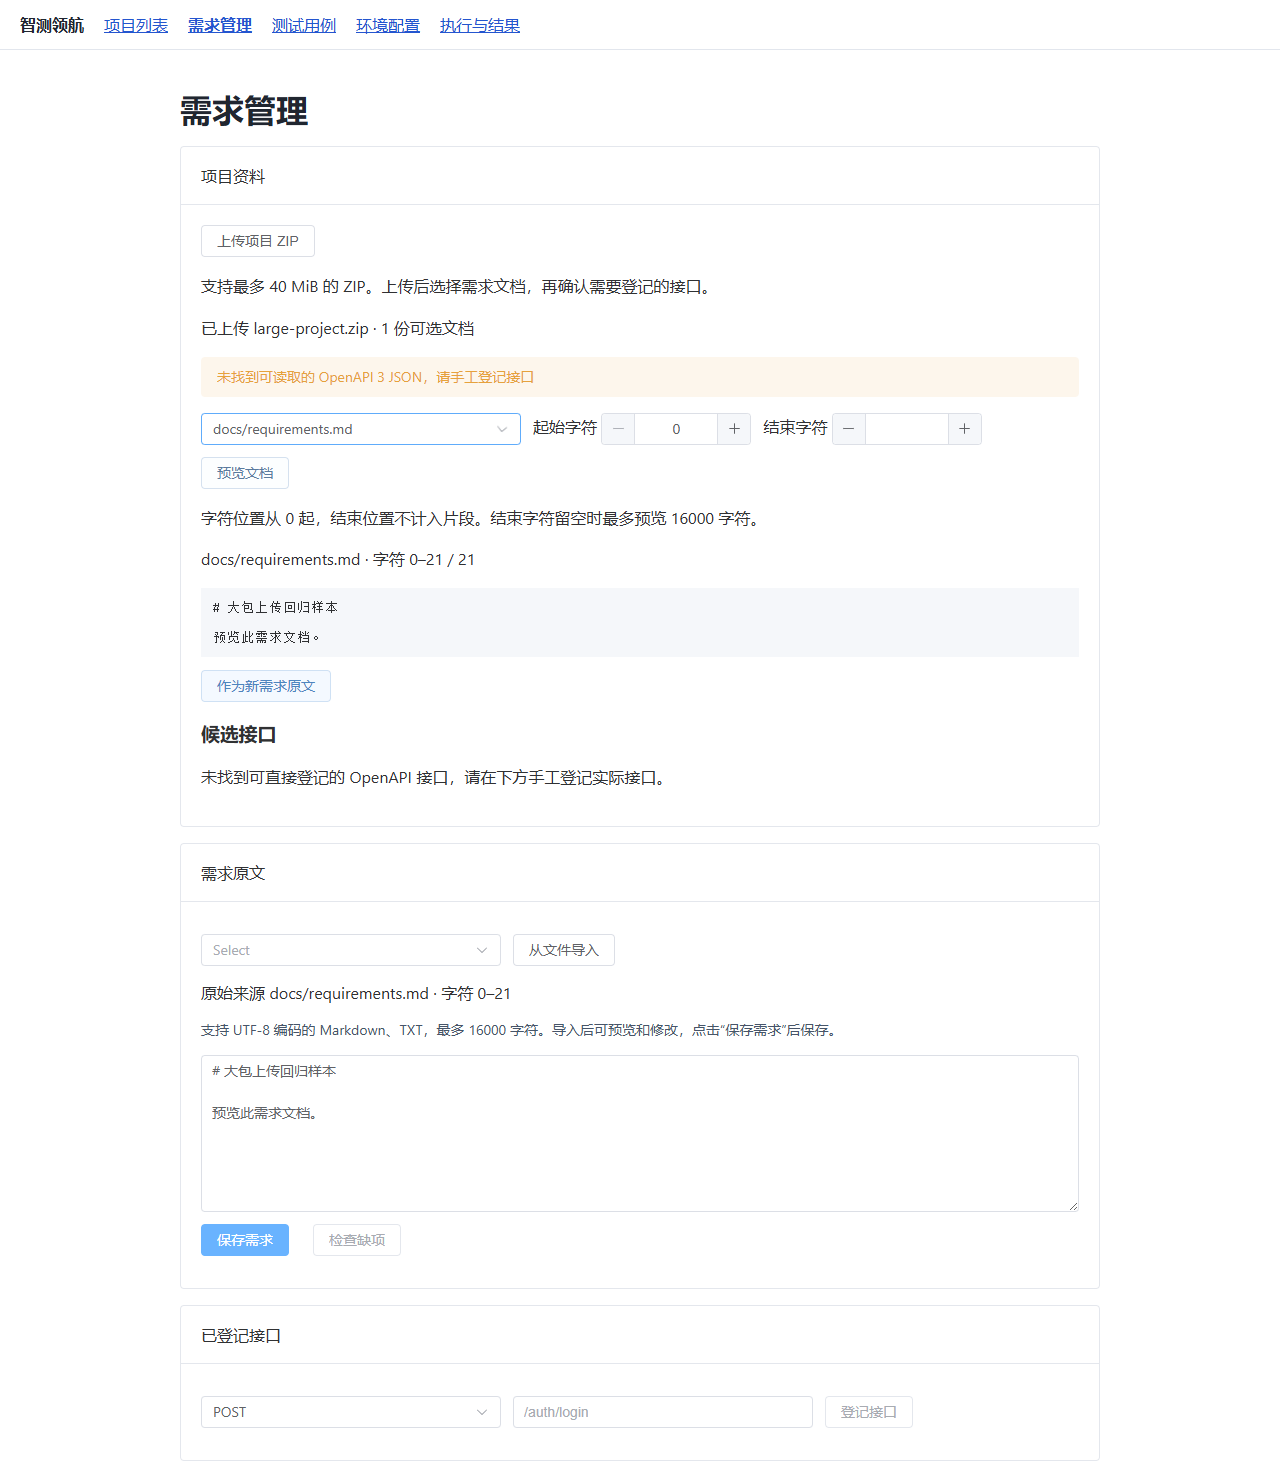 智测领航 项目列表 需求管理 测试用例 环境配置 执行与结果
需求管理
项目资料
上传项目 ZIP
支持最多 40 MiB 的 ZIP。上传后选择需求文档，再确认需要登记的接口。
已上传 large-project.zip · 1 份可选文档
未找到可读取的 OpenAPI 3 JSON，请手工登记接口
docs/requirements.md 起始字符 0 结束字符
预览文档
字符位置从 0 起，结束位置不计入片段。结束字符留空时最多预览 16000 字符。
docs/requirements.md · 字符 0–21 / 21
# 大包上传回归样本
预览此需求文档。
作为新需求原文
候选接口
未找到可直接登记的 OpenAPI 接口，请在下方手工登记实际接口。
需求原文
Select 从文件导入
原始来源 docs/requirements.md · 字符 0–21
支持 UTF-8 编码的 Markdown、TXT，最多 16000 字符。导入后可预览和修改，点击“保存需求”后保存。
# 大包上传回归样本
预览此需求文档。
保存需求 检查缺项
已登记接口
POST /auth/login 登记接口